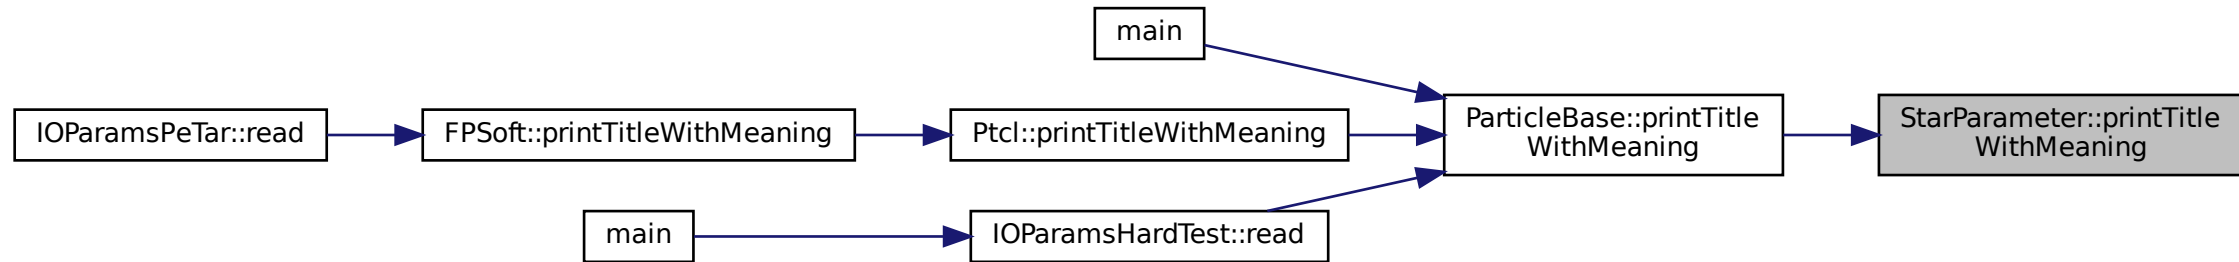 main
IOParamsPeTar::read
FPSoft::printTitleWithMeaning
Ptcl::printTitleWithMeaning
ParticleBase::printTitle
WithMeaning
StarParameter::printTitle
WithMeaning
main
IOParamsHardTest::read